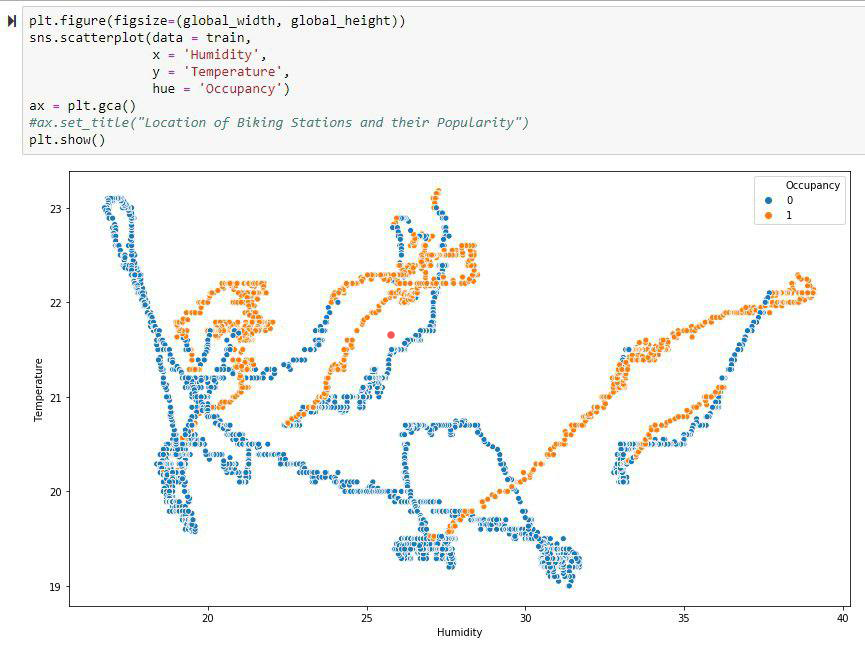 plt.figure(figsize=(global_width, global_height))
sns.scatterplot(data = train,
x = 'Humidity',
y = 'Temperature',
hue = 'Occupancy')
ax = plt.gca()
#ax.set_title("Location of Biking Stations and their Popularity")
plt.show()
Occupancy
0
1
23
22
21
20
19
Temperature
20
25
30
35
40
Humidity